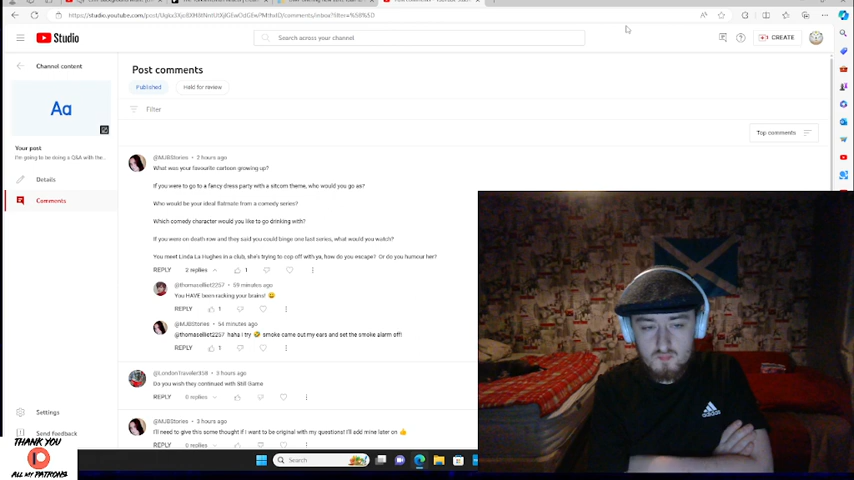 Studio
Search across your channel
CREATE
Channel content
Post comments
Published
Held for review
Filter
Top comments
Aa
Your post
I'm going to be doing a Q&A with the...
Details
Comments
@MJBStories • 2 hours ago
What was your favourite cartoon growing up?
If you were to go to a fancy dress party with a sitcom theme, who would you go as?
Who would be your ideal flatmate from a comedy series?
Which comedy character would you like to go drinking with?
If you were on death row and they said you could binge one last series, what would you watch?
You meet Linda La Hughes in a club, she's trying to cop off with ya, how do you escape? Or do you humour her?
REPLY 2 replies 1
@thomaselliet2257 • 59 minutes ago
You HAVE been racking your brains! 😄
REPLY 1
@MJBStories • 54 minutes ago
@thomaselliet2257 haha I try 🤣 smoke came out my ears and set the smoke alarm off!
REPLY 1
@LondonTraveler358 • 3 hours ago
Do you wish they continued with Still Game
REPLY 0 replies
@MJBStories • 3 hours ago
I'll need to give this some thought if I want to be original with my questions! I'll add mine later on 👍
REPLY 0 replies
Settings
Send feedback
THANK YOU
ALL MY PATRONS!
Search
adidas